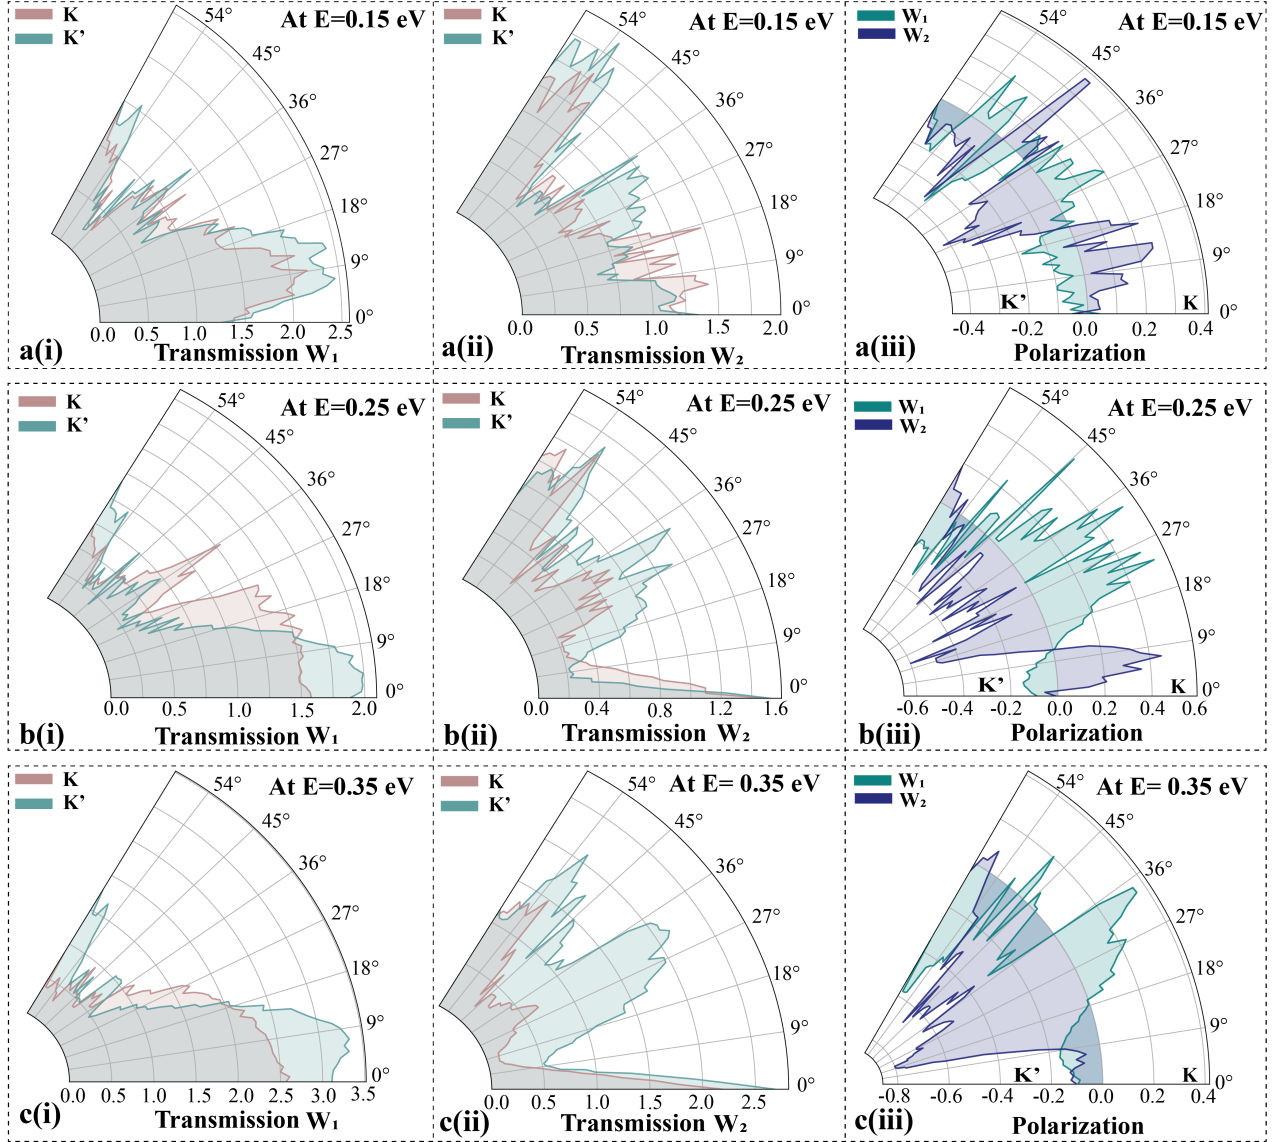 K
K’
At E=0.15 eV
54°
45°
36°
27°
18°
9°
0°
0.0 0.5 1.0 1.5 2.0 2.5
a(i)
Transmission W₁
K
K’
At E=0.15 eV
54°
45°
36°
27°
18°
9°
0°
0.0 0.5 1.0 1.5 2.0
a(ii)
Transmission W₂
W₁
W₂
At E=0.15 eV
54°
45°
36°
27°
18°
9°
0°
K’ K
-0.4 -0.2 0.0 0.2 0.4
a(iii)
Polarization
K
K’
At E=0.25 eV
54°
45°
36°
27°
18°
9°
0°
0.0 0.5 1.0 1.5 2.0
b(i)
Transmission W₁
K
K’
At E=0.25 eV
54°
45°
36°
27°
18°
9°
0°
0.0 0.4 0.8 1.2 1.6
b(ii)
Transmission W₂
W₁
W₂
At E=0.25 eV
54°
45°
36°
27°
18°
9°
0°
K’ K
-0.6 -0.4 -0.2 0.0 0.2 0.4 0.6
b(iii)
Polarization
K
K’
At E=0.35 eV
54°
45°
36°
27°
18°
9°
0°
0.0 0.5 1.0 1.5 2.0 2.5 3.0 3.5
c(i)
Transmission W₁
K
K’
At E= 0.35 eV
54°
45°
36°
27°
18°
9°
0°
0.0 0.5 1.0 1.5 2.0 2.5
c(ii)
Transmission W₂
W₁
W₂
At E= 0.35 eV
54°
45°
36°
27°
18°
9°
0°
K’ K
-0.8 -0.6 -0.4 -0.2 0.0 0.2 0.4
c(iii)
Polarization